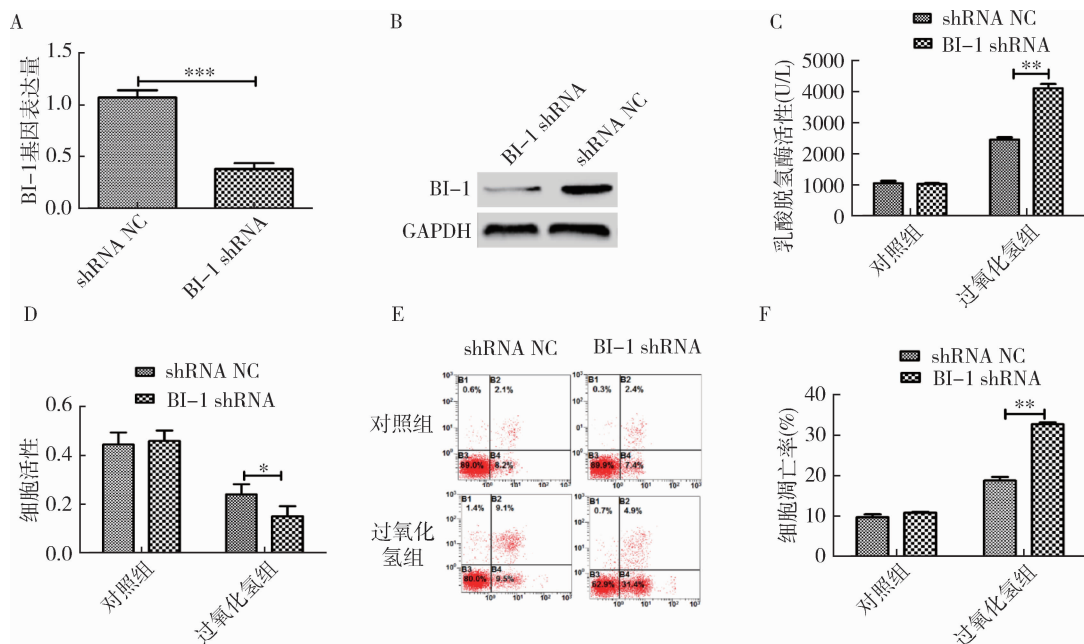 A
BI-1基因表达量
1.5
1.0
0.5
0.0
***
shRNA NC
BI-1 shRNA
B
BI-1 shRNA
shRNA NC
BI-1
GAPDH
C
shRNA NC
BI-1 shRNA
乳酸脱氢酶活性(U/L)
5000
4000
3000
2000
1000
0
**
对照组
过氧化氢组
D
shRNA NC
BI-1 shRNA
细胞活性
0.6
0.4
0.2
0.0
*
对照组
过氧化氢组
E
shRNA NC
BI-1 shRNA
对照组
B1
0.6%
B2
2.1%
B3
B4
8.2%
B1
0.3%
B2
2.4%
B3
89.9%
B4
7.4%
过氧化
氢组
B1
1.4%
B2
9.1%
B3
80.0%
B4
9.5%
B1
0.7%
B2
4.9%
B3
B4
31.4%
F
shRNA NC
BI-1 shRNA
细胞凋亡率(%)
40
30
20
10
0
**
对照组
过氧化氢组